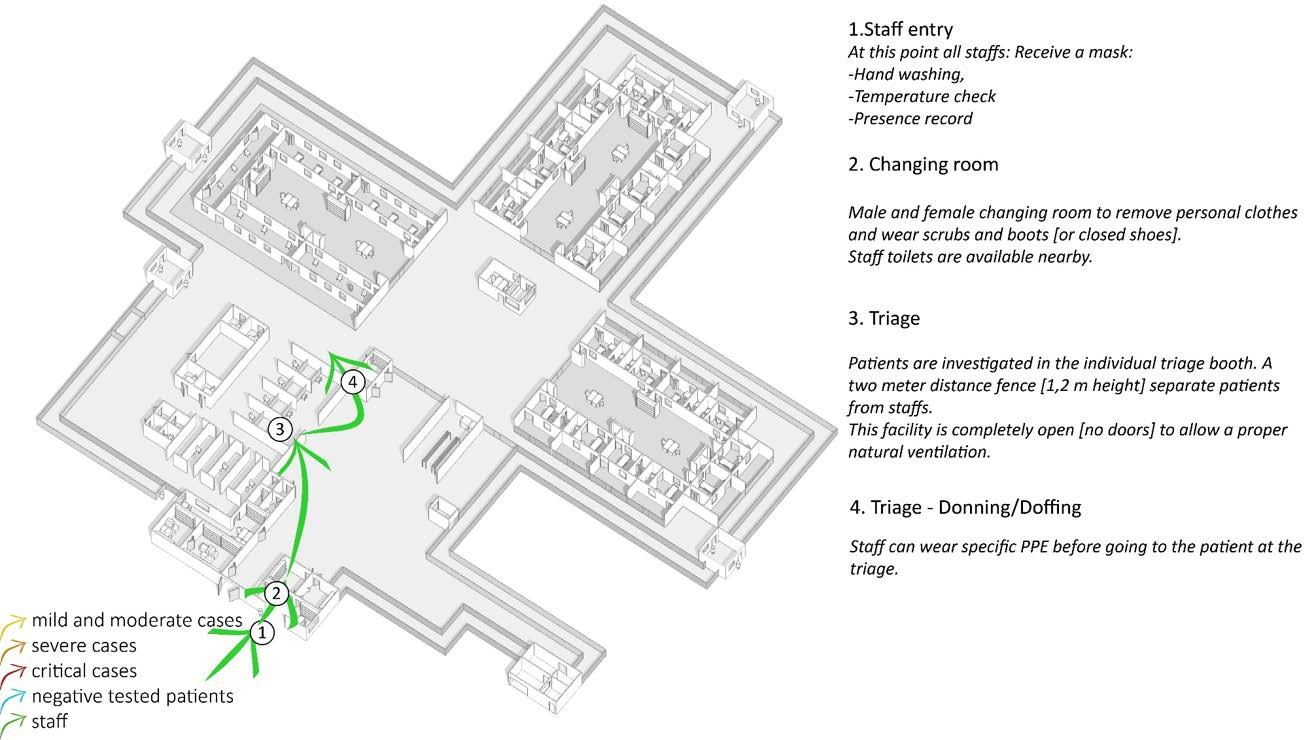 1.Staff entry
At this point all staffs: Receive a mask:
-Hand washing,
-Temperature check
-Presence record
2. Changing room
Male and female changing room to remove personal clothes
and wear scrubs and boots [or closed shoes].
Staff toilets are available nearby.
3. Triage
Patients are investigated in the individual triage booth. A
two meter distance fence [1,2 m height] separate patients
from staffs.
This facility is completely open [no doors] to allow a proper
natural ventilation.
4. Triage - Donning/Doffing
Staff can wear specific PPE before going to the patient at the
triage.
4
3
2
1
mild and moderate cases
severe cases
critical cases
negative tested patients
staff